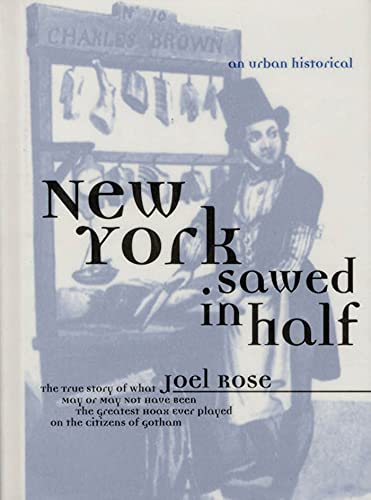 Nº 10
CHARLES BROWN
an urban historical
New
York
sawed
in half
The True story of what Joel Rose
May or May Not Have Been
The Greatest Hoax Ever Played
on the Citizens of Gotham